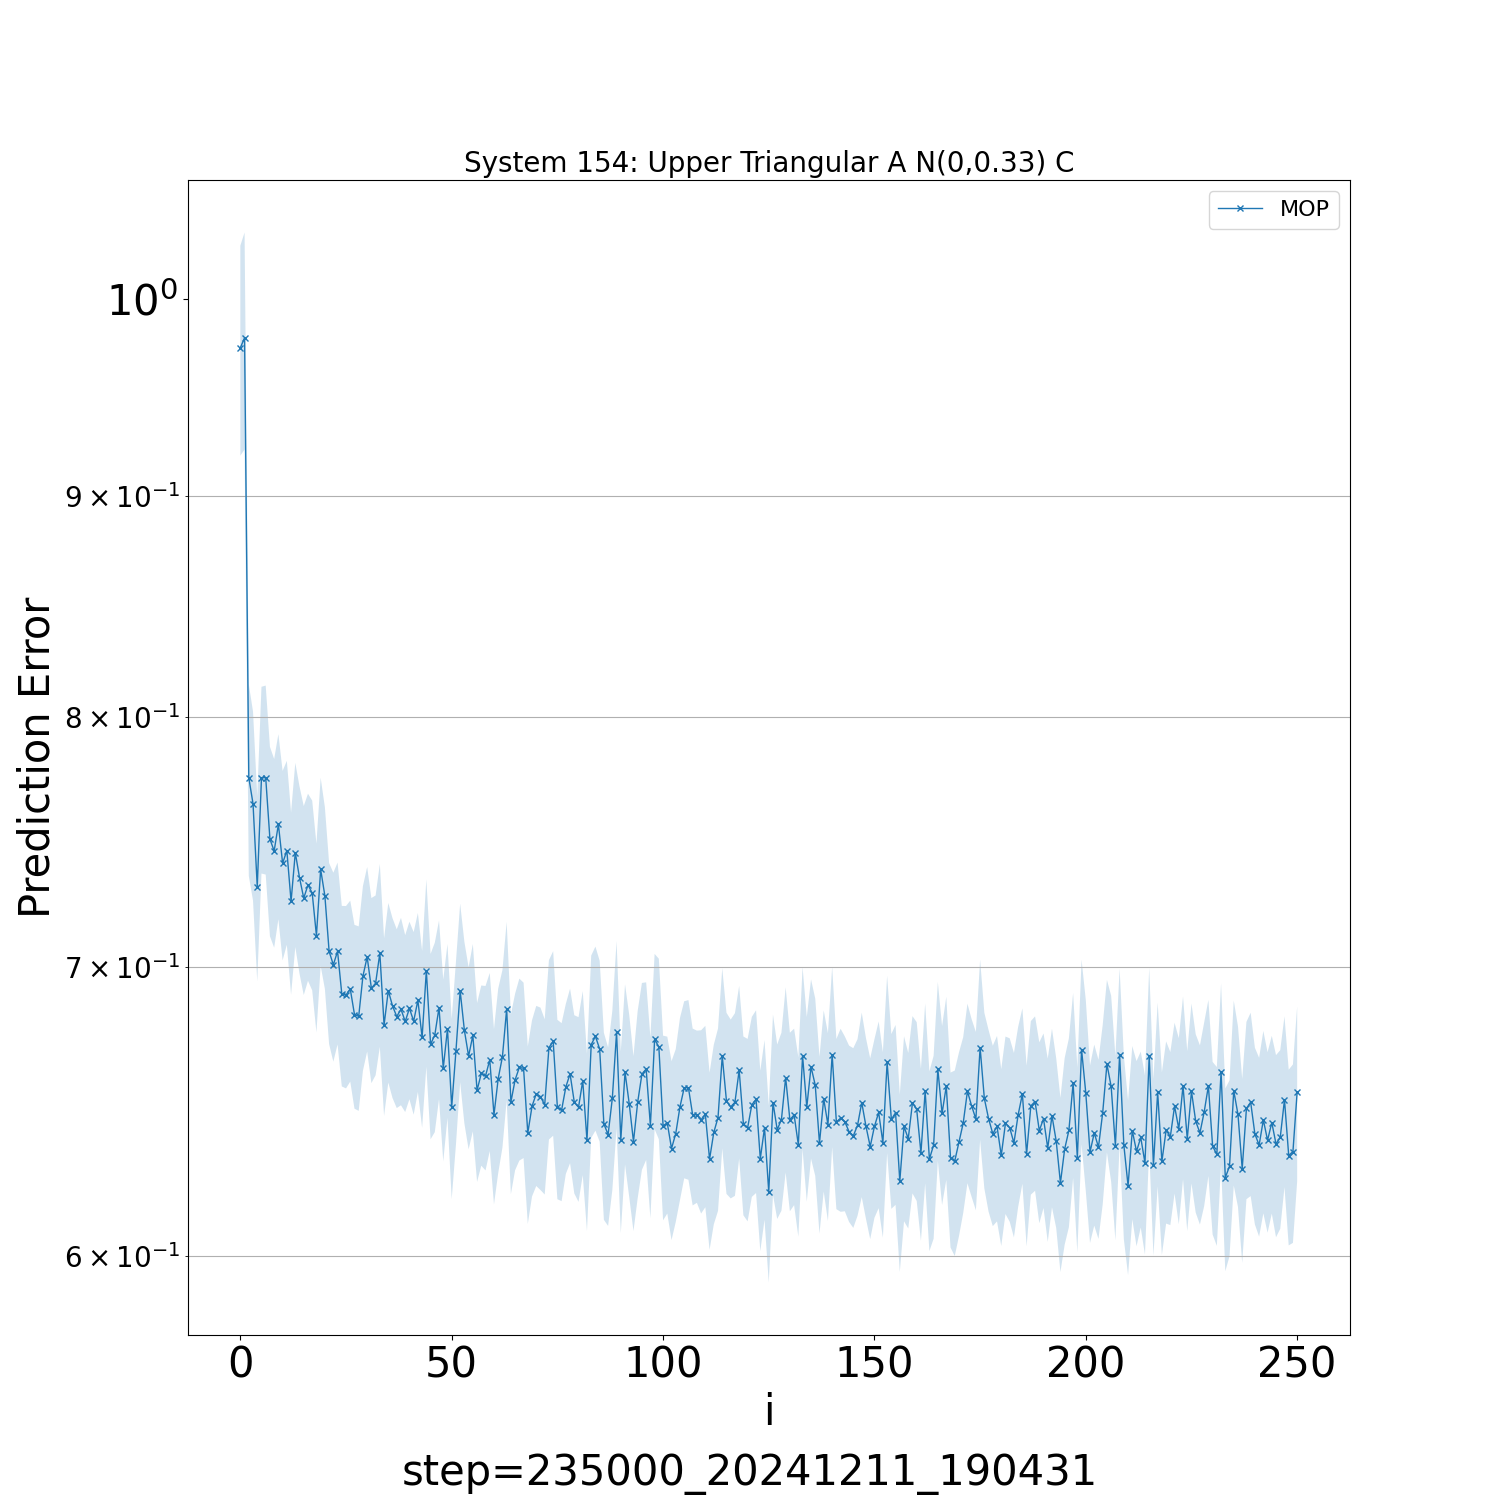 System 154: Upper Triangular A N(0,0.33) C
MOP
10⁰
9 × 10⁻¹
8 × 10⁻¹
7 × 10⁻¹
6 × 10⁻¹
Prediction Error
0 50 100 150 200 250
i
step=235000_20241211_190431